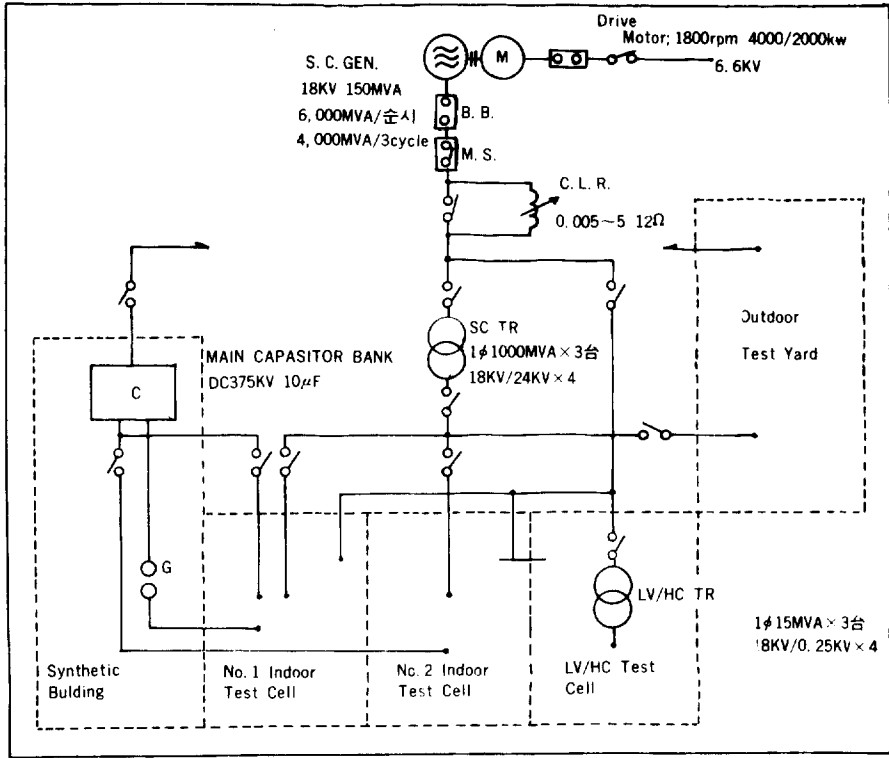 Drive
Motor; 1800rpm 4000/2000kw
6.6KV
S. C. GEN.
18KV 150MVA
6,000MVA/순시
4,000MVA/3cycle
M
B. B.
M. S.
C. L. R.
0.005~5 12Ω
SC TR
1φ1000MVA×3台
18KV/24KV×4
Outdoor
Test Yard
MAIN CAPASITOR BANK
DC375KV 10μF
C
G
LV/HC TR
1φ15MVA×3台
18KV/0.25KV×4
Synthetic
Bulding
No. 1 Indoor
Test Cell
No. 2 Indoor
Test Cell
LV/HC Test
Cell